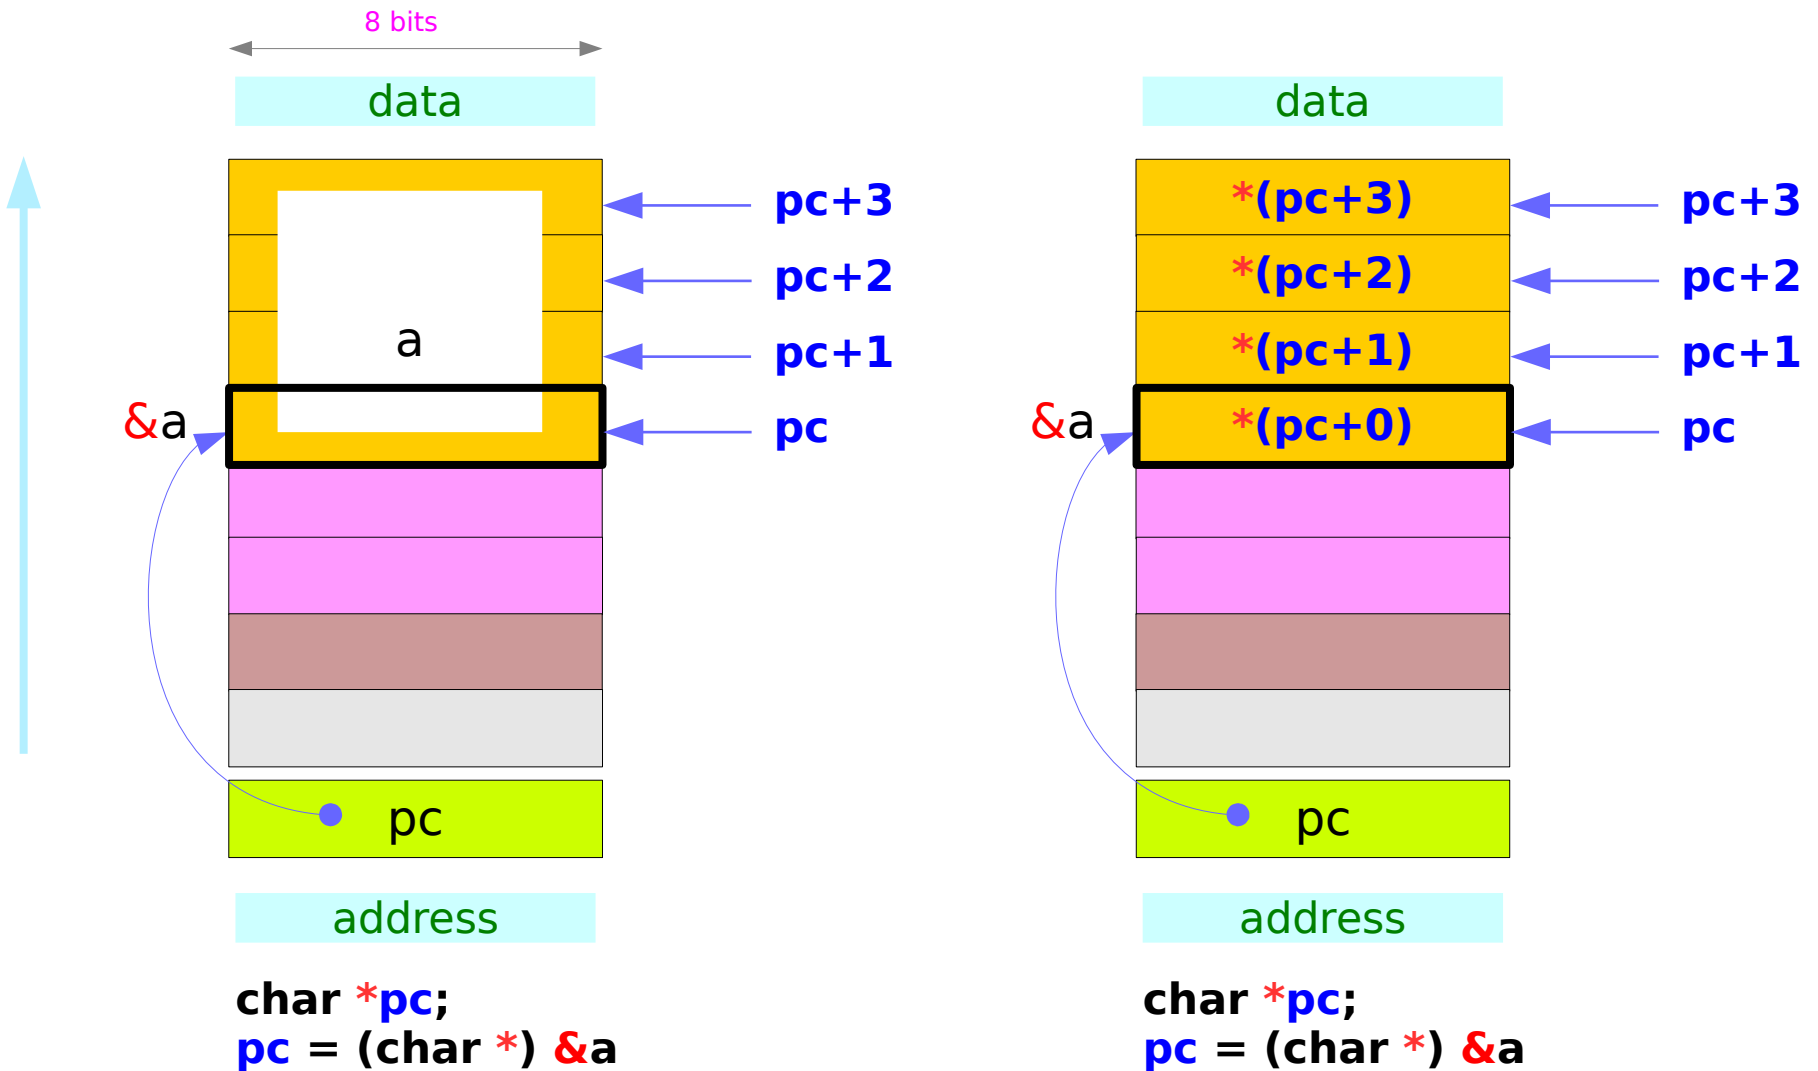 8 bits
data
pc+3
pc+2
a
pc+1
&a
pc
pc
address
char *pc;
pc = (char *) &a
data
*(pc+3)
pc+3
*(pc+2)
pc+2
*(pc+1)
pc+1
&a
*(pc+0)
pc
pc
address
char *pc;
pc = (char *) &a